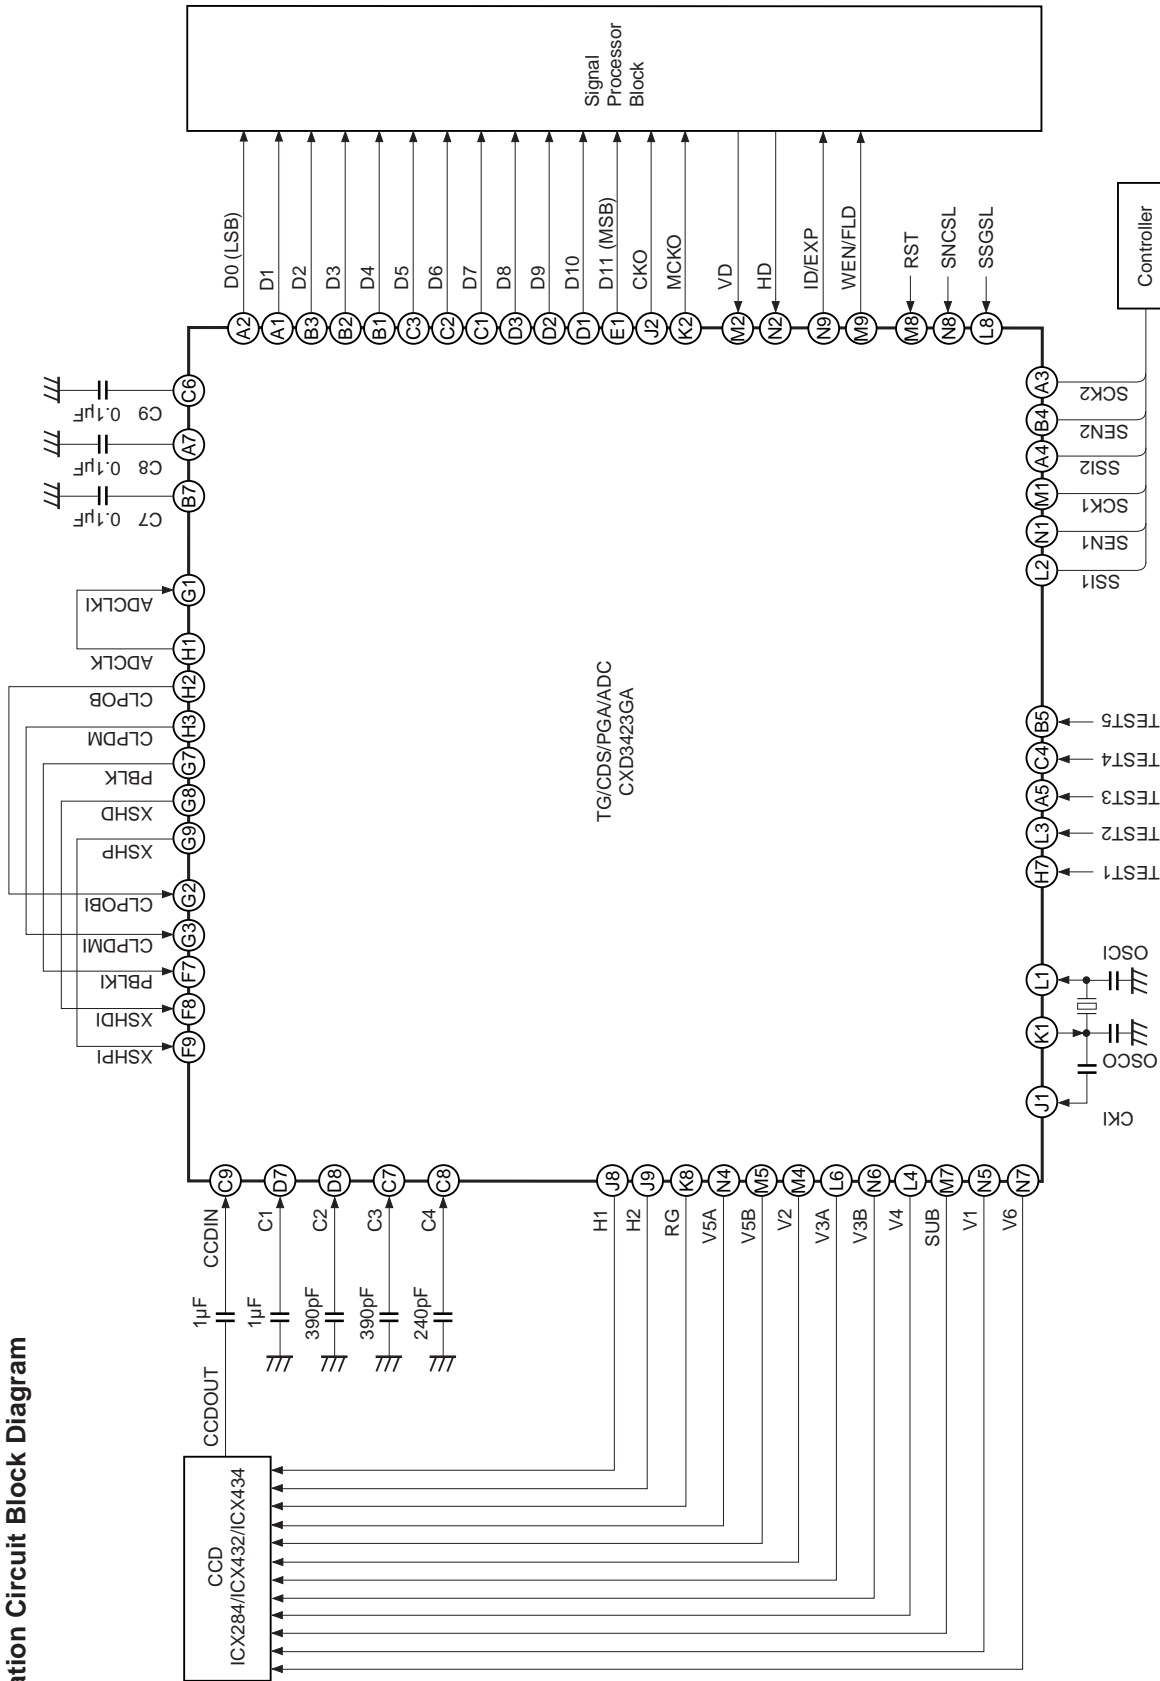 ation Circuit Block Diagram
Signal
Processor
Block
D0 (LSB)
D1
D2
D3
D4
D5
D6
D7
D8
D9
D10
D11 (MSB)
CKO
MCKO
VD
HD
ID/EXP
WEN/FLD
RST
SNCSL
SSGSL
A2
A1
B3
B2
B1
C3
C2
C1
D3
D2
D1
E1
J2
K2
M2
N2
N9
M9
M8
N8
L8
Controller
C9 0.1µF
C8 0.1µF
C7 0.1µF
C6
A7
B7
ADCLKI
ADCLK
CLPOB
CLPDM
PBLK
XSHD
XSHP
CLPOBI
CLPDMI
PBLKI
XSHDI
XSHPI
G1
H1
H2
H3
G7
G8
G9
G2
G3
F7
F8
F9
TG/CDS/PGA/ADC
CXD3423GA
A3
B4
A4
M1
N1
L2
SCK2
SEN2
SSI2
SCK1
SEN1
SSI1
B5
C4
A5
L3
H7
TEST5
TEST4
TEST3
TEST2
TEST1
L1
K1
J1
OSCI
OSCO
CKI
C9
D7
D8
C7
C8
CCDIN
C1
C2
C3
C4
1µF
1µF
390pF
390pF
240pF
CCDOUT
J8
J9
K8
N4
M5
M4
L6
N6
L4
M7
N5
N7
H1
H2
RG
V5A
V5B
V2
V3A
V3B
V4
SUB
V1
V6
CCD
ICX284/ICX432/ICX434